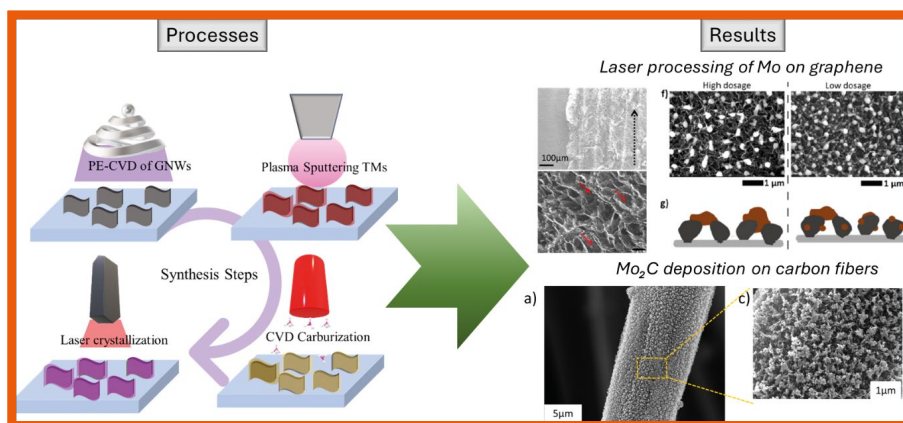 Processes
PE-CVD of GNWs
Plasma Sputtering TMs
Synthesis Steps
Laser crystallization
CVD Carburization
Results
Laser processing of Mo on graphene
High dosage
Low dosage
f)
100μm
1 μm
1 μm
g)
Mo₂C deposition on carbon fibers
a)
c)
5μm
1μm